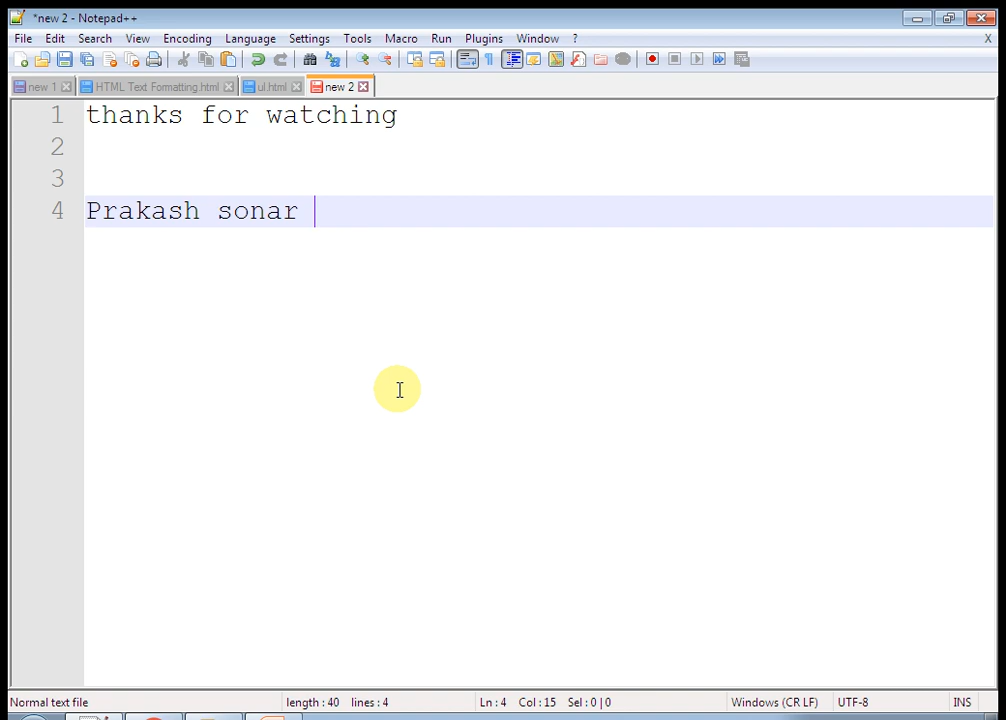 *new 2 - Notepad++
File Edit Search View Encoding Language Settings Tools Macro Run Plugins Window ? X
new 1 HTML Text Formatting.html ul.html new 2
1 thanks for watching
2
3
4 Prakash sonar
Normal text file length : 40 lines : 4 Ln : 4 Col : 15 Sel : 0 | 0 Windows (CR LF) UTF-8 INS